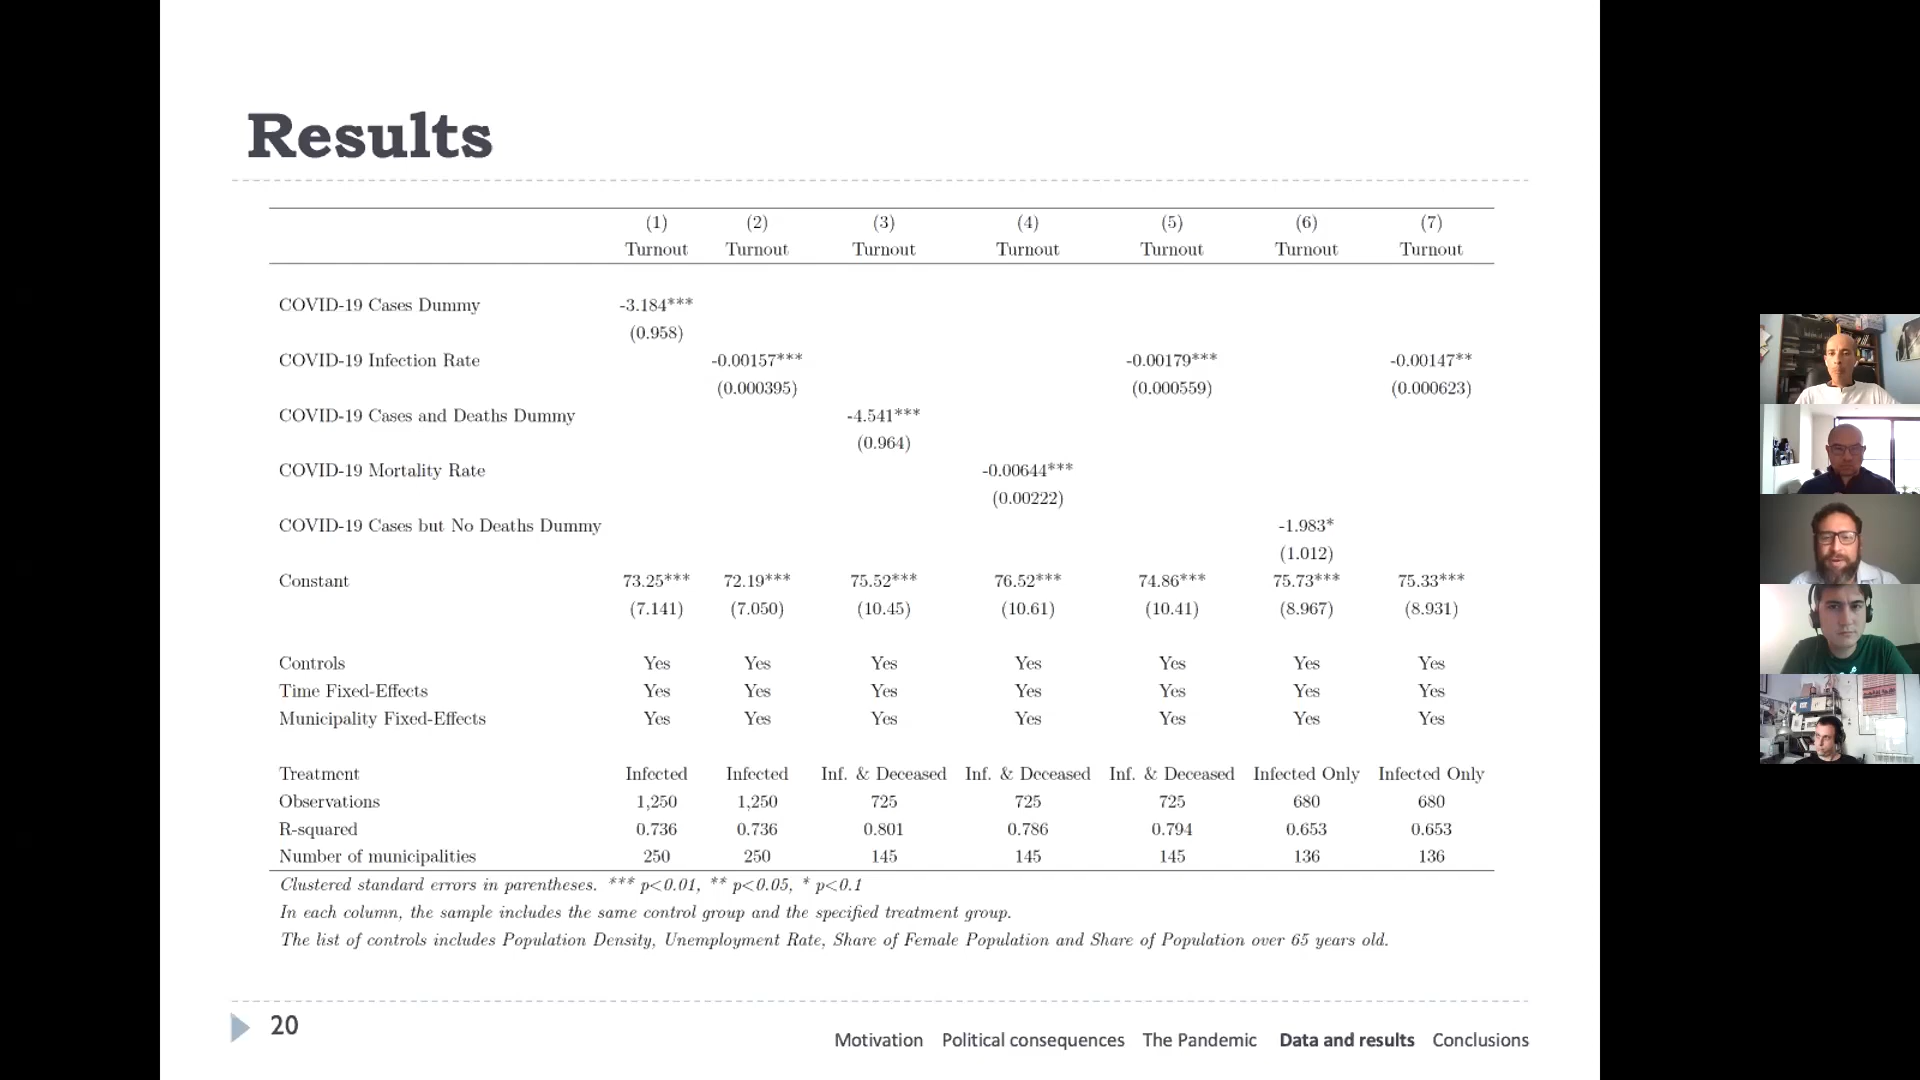 Results
(1) (2) (3) (4) (5) (6) (7)
Turnout Turnout Turnout Turnout Turnout Turnout Turnout
COVID-19 Cases Dummy -3.184***
(0.958)
COVID-19 Infection Rate -0.00157*** -0.00179*** -0.00147**
(0.000395) (0.000559) (0.000623)
COVID-19 Cases and Deaths Dummy -4.541***
(0.964)
COVID-19 Mortality Rate -0.00644***
(0.00222)
COVID-19 Cases but No Deaths Dummy -1.983*
(1.012)
Constant 73.25*** 72.19*** 75.52*** 76.52*** 74.86*** 75.73*** 75.33***
(7.141) (7.050) (10.45) (10.61) (10.41) (8.967) (8.931)
Controls Yes Yes Yes Yes Yes Yes Yes
Time Fixed-Effects Yes Yes Yes Yes Yes Yes Yes
Municipality Fixed-Effects Yes Yes Yes Yes Yes Yes Yes
Treatment Infected Infected Inf. & Deceased Inf. & Deceased Inf. & Deceased Infected Only Infected Only
Observations 1,250 1,250 725 725 725 680 680
R-squared 0.736 0.736 0.801 0.786 0.794 0.653 0.653
Number of municipalities 250 250 145 145 145 136 136
Clustered standard errors in parentheses. *** p<0.01, ** p<0.05, * p<0.1
In each column, the sample includes the same control group and the specified treatment group.
The list of controls includes Population Density, Unemployment Rate, Share of Female Population and Share of Population over 65 years old.
20
Motivation Political consequences The Pandemic Data and results Conclusions